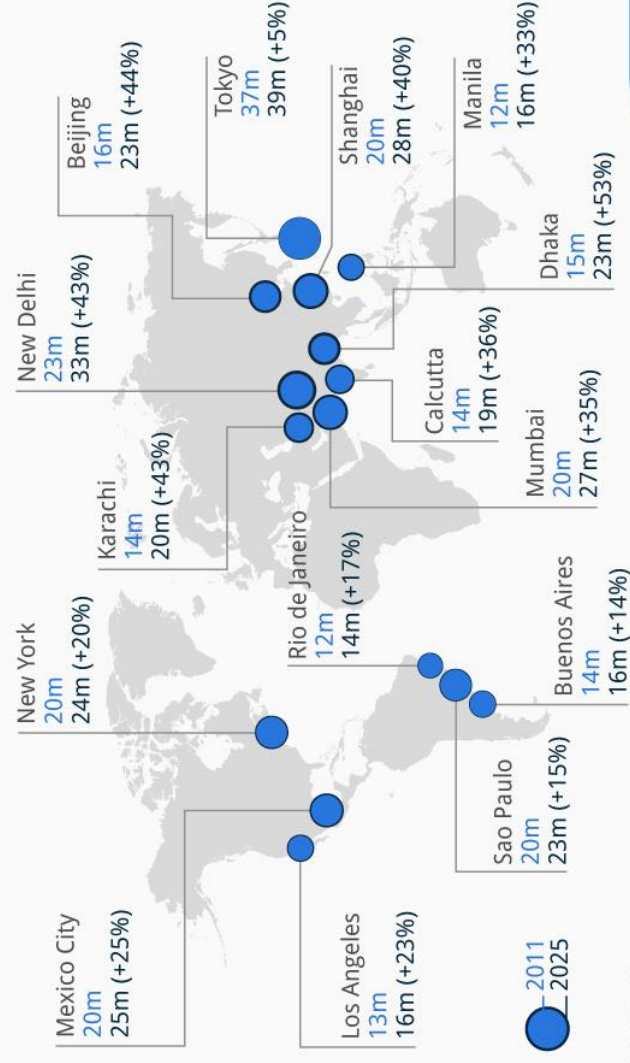 Mexico City
20m
25m (+25%)
New York
20m
24m (+20%)
Karachi
14m
20m (+43%)
New Delhi
23m
33m (+43%)
Beijing
16m
23m (+44%)
Tokyo
37m
39m (+5%)
Shanghai
20m
28m (+40%)
Manila
12m
16m (+33%)
Los Angeles
13m
16m (+23%)
Rio de Janeiro
12m
14m (+17%)
Calcutta
14m
19m (+36%)
Dhaka
15m
23m (+53%)
Sao Paulo
20m
23m (+15%)
Buenos Aires
14m
16m (+14%)
Mumbai
20m
27m (+35%)
2011
2025